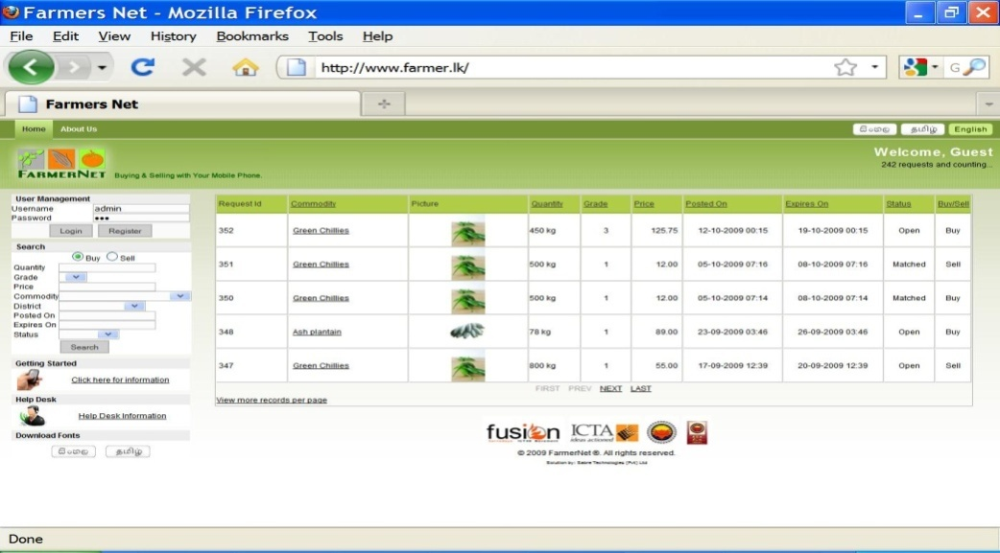 Farmers Net - Mozilla Firefox
File Edit View History Bookmarks Tools Help
http://www.farmer.lk/
G
Farmers Net
Home About Us
සිංහල தமிழ் English
Welcome, Guest
242 requests and counting...
FARMERNET Buying & Selling with Your Mobile Phone.
User Management
Username admin
Password •••
Login Register
Search
Buy Sell
Quantity
Grade
Price
Commodity
District
Posted On
Expires On
Status
Search
Getting Started
Click here for information
Help Desk
Help Desk Information
Download Fonts
සිංහල தமிழ்
Request Id Commodity Picture Quantity Grade Price Posted On Expires On Status Buy/Sell
352 Green Chillies 450 kg 3 125.75 12-10-2009 00:15 19-10-2009 00:15 Open Buy
351 Green Chillies 500 kg 1 12.00 05-10-2009 07:16 08-10-2009 07:16 Matched Sell
350 Green Chillies 500 kg 1 12.00 05-10-2009 07:14 08-10-2009 07:14 Matched Buy
348 Ash plantain 78 kg 1 89.00 23-09-2009 03:46 26-09-2009 03:46 Open Buy
347 Green Chillies 800 kg 1 55.00 17-09-2009 12:39 20-09-2009 12:39 Open Sell
FIRST PREV NEXT LAST
View more records per page
fusion ICTA
ideas actioned
© 2009 FarmerNet ®. All rights reserved.
Solution by: Sabre Technologies (Pvt) Ltd
Done